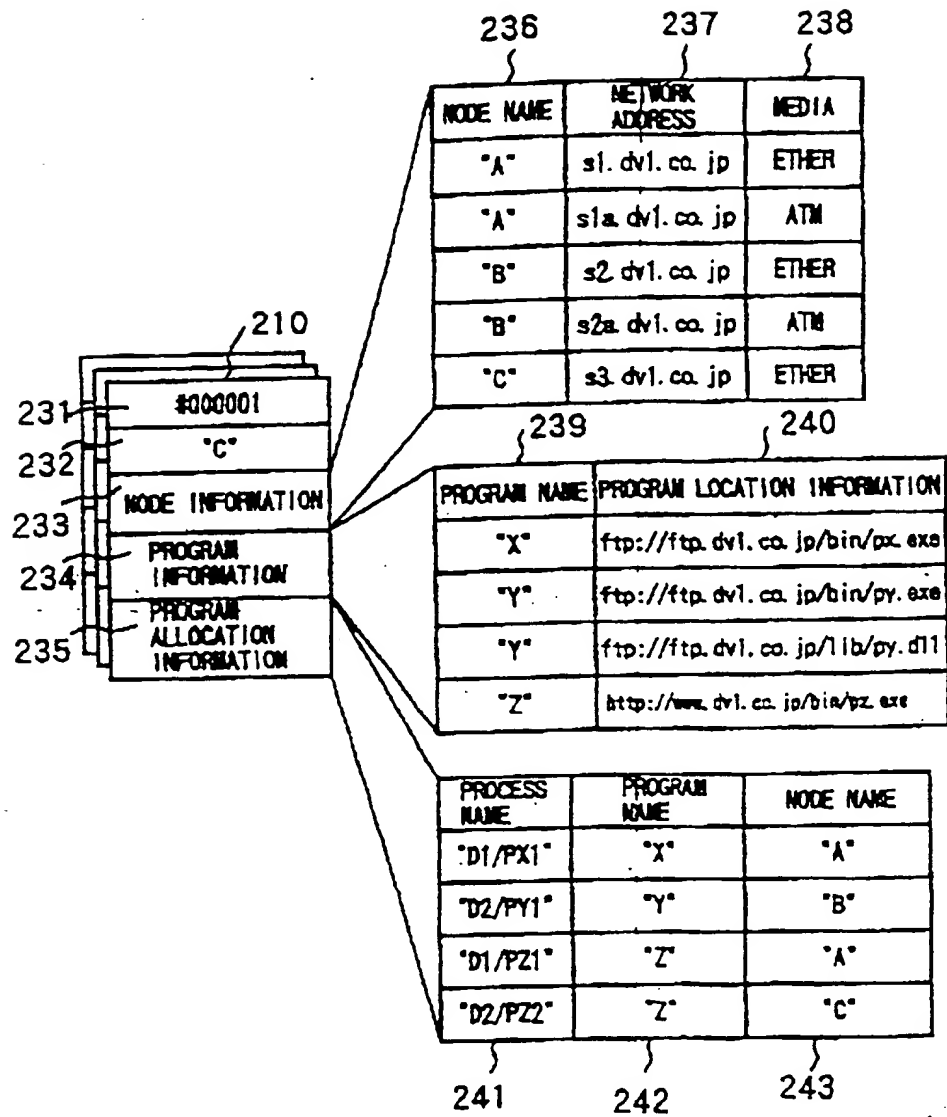 236 237 238
NODE NAME NETWORK ADDRESS MEDIA
"A" s1.dv1.co.jp ETHER
"A" s1a.dv1.co.jp ATM
"B" s2.dv1.co.jp ETHER
"B" s2a.dv1.co.jp ATM
"C" s3.dv1.co.jp ETHER
210
231 #000001
232 "C"
233 NODE INFORMATION
234 PROGRAM INFORMATION
235 PROGRAM ALLOCATION INFORMATION
239 240
PROGRAM NAME PROGRAM LOCATION INFORMATION
"X" ftp://ftp.dv1.co.jp/bin/px.exe
"Y" ftp://ftp.dv1.co.jp/bin/py.exe
"Y" ftp://ftp.dv1.co.jp/lib/py.dll
"Z" http://www.dv1.co.jp/bin/pz.exe
PROCESS NAME PROGRAM NAME NODE NAME
"D1/PX1" "X" "A"
"D2/PY1" "Y" "B"
"D1/PZ1" "Z" "A"
"D2/PZ2" "Z" "C"
241 242 243